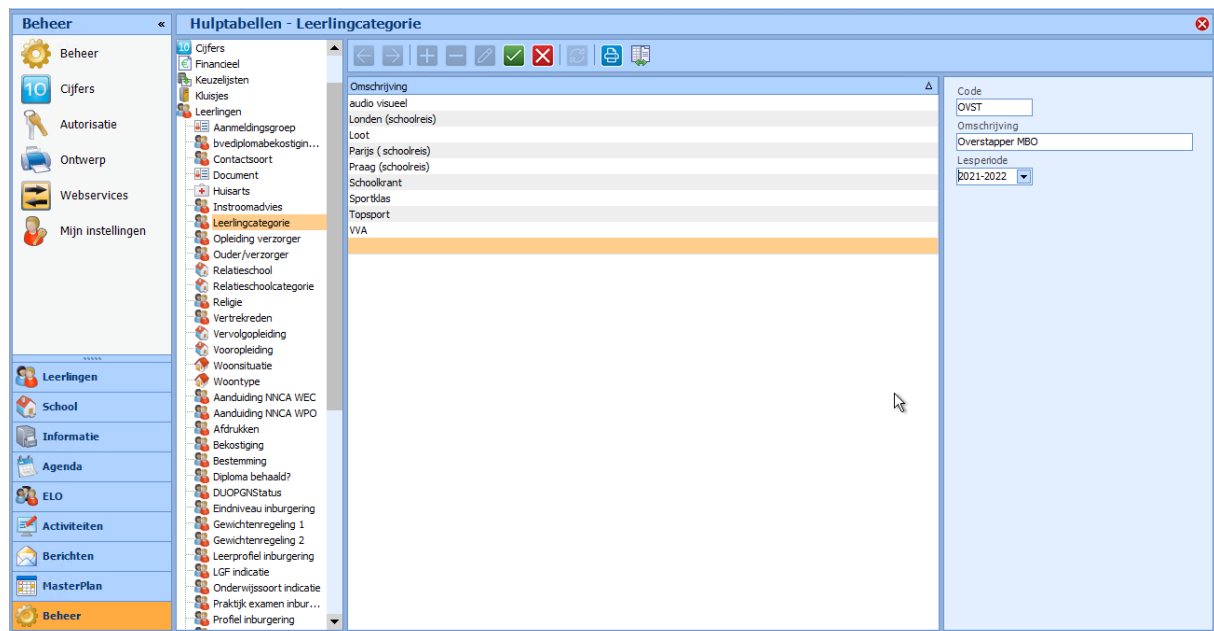 Beheer «
Hulptabellen - Leerlingcategorie
Beheer
10 Cijfers
Autorisatie
Ontwerp
Webservices
Mijn instellingen
Leerlingen
School
Informatie
Agenda
ELO
Activiteiten
Berichten
MasterPlan
Beheer
10 Cijfers
Financieel
Keuzelijsten
Kluisjes
Leerlingen
Aanmeldingsgroep
bvediplomabekostigin...
Contactsoort
Document
Huisarts
Instroomadvies
Leerlingcategorie
Opleiding verzorger
Ouder/verzorger
Relatieschool
Relatieschoolcategorie
Religie
Vertrekreden
Vervolgopleiding
Vooropleiding
Woonsituatie
Woontype
Aanduiding NNCA WEC
Aanduiding NNCA WPO
Afdrukken
Bekostiging
Bestemming
Diploma behaald?
DUOPGNStatus
Eindniveau inburgering
Gewichtenregeling 1
Gewichtenregeling 2
Leerprofiel inburgering
LGF indicatie
Onderwijssoort indicatie
Praktijk examen inbur...
Profiel inburgering
Omschrijving
audio visueel
Londen (schoolreis)
Loot
Parijs ( schoolreis)
Praag (schoolreis)
Schoolkrant
Sportklas
Topsport
VVA
Code
OVST
Omschrijving
Overstapper MBO
Lesperiode
2021-2022